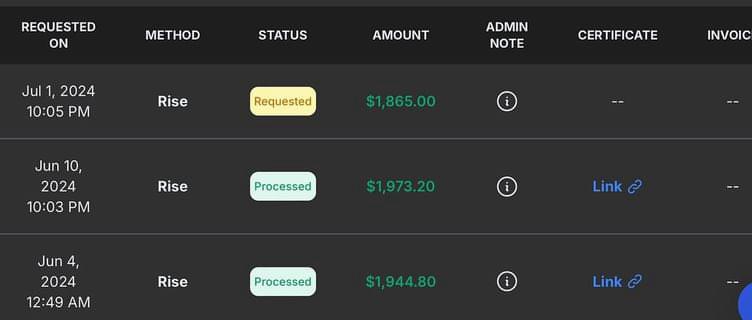 REQUESTED ON METHOD STATUS AMOUNT ADMIN NOTE CERTIFICATE
Jul 1, 2024 10:05 PM Rise Requested $1,865.00 i -- --
Jun 10, 2024 10:03 PM Rise Processed $1,973.20 i Link --
Jun 4, 2024 12:49 AM Rise Processed $1,944.80 i Link --